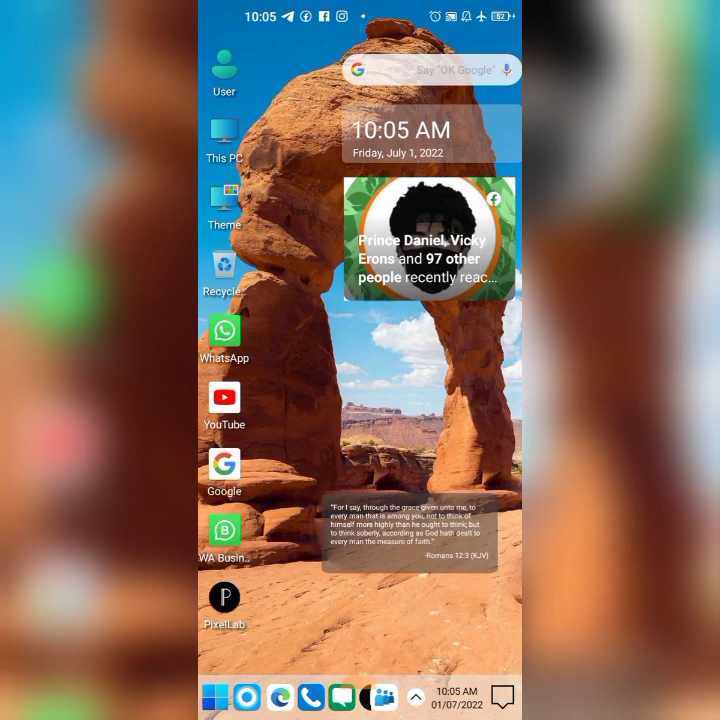 10:05
52
User
This PC
Theme
Recycle..
WhatsApp
YouTube
Google
WA Busin..
PixelLab
Say "OK Google"
10:05 AM
Friday, July 1, 2022
Prince Daniel, Vicky
Erons and 97 other
people recently reac...
"For I say, through the grace given unto me, to
every man that is among you, not to think of
himself more highly than he ought to think; but
to think soberly, according as God hath dealt to
every man the measure of faith."
-Romans 12:3 (KJV)
10:05 AM
01/07/2022